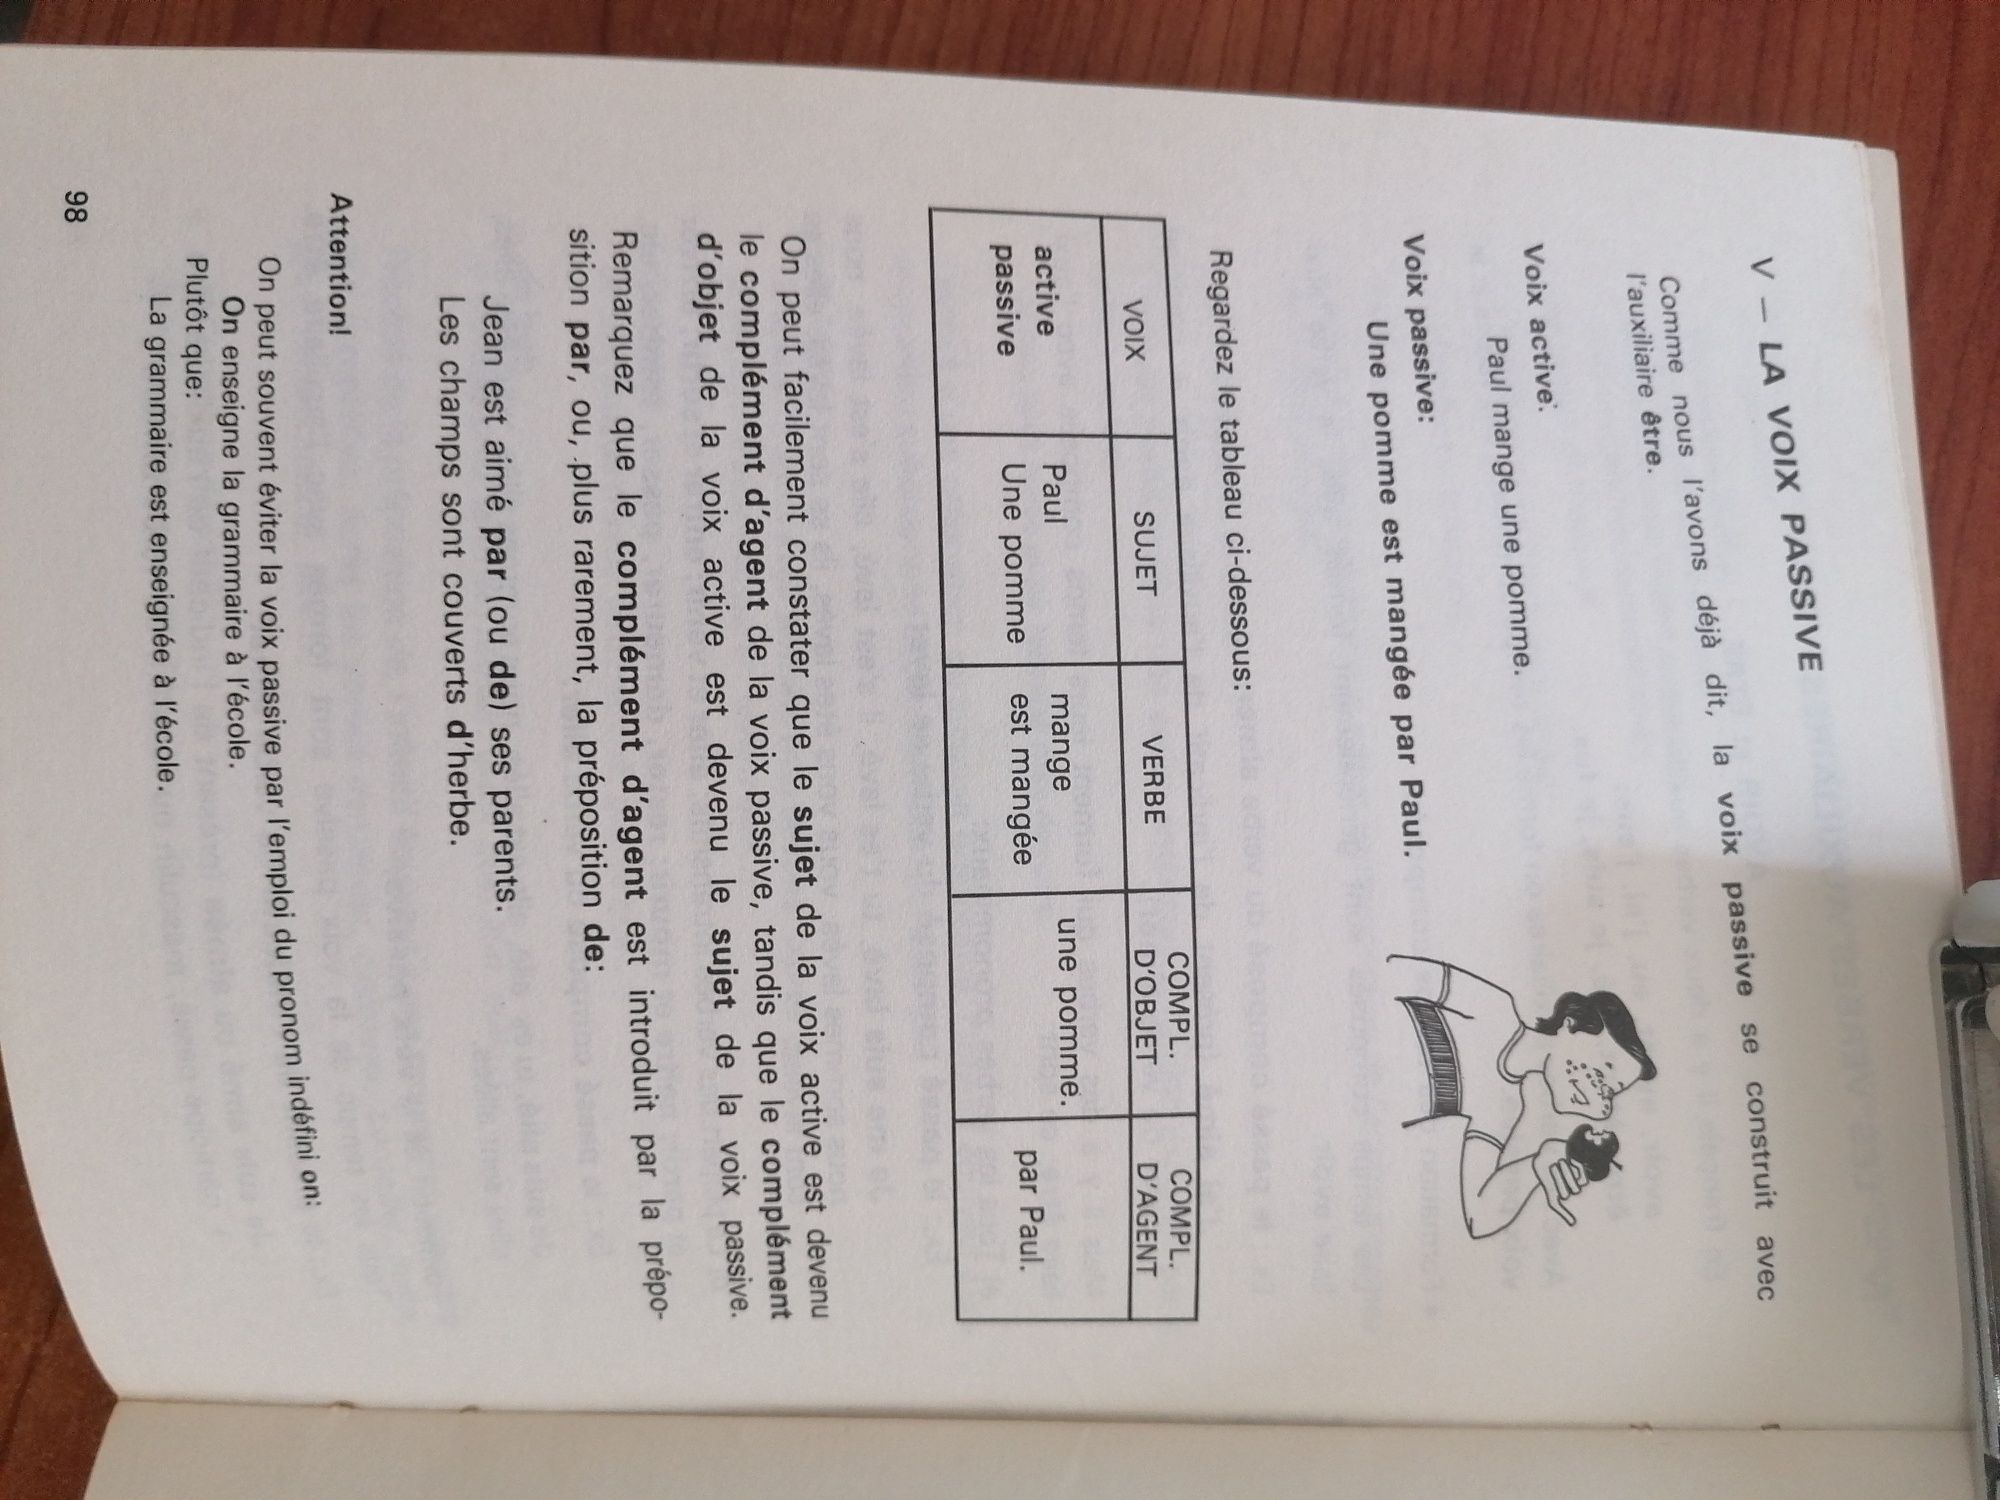 V — LA VOIX PASSIVE
Comme nous l'avons déjà dit, la voix passive se construit avec
l'auxiliaire être.
Voix active:
Paul mange une pomme.
Voix passive:
Une pomme est mangée par Paul.
Regardez le tableau ci-dessous:
VOIX SUJET VERBE COMPL. D'OBJET COMPL. D'AGENT
active Paul mange une pomme.
passive Une pomme est mangée par Paul.
On peut facilement constater que le sujet de la voix active est devenu
le complément d'agent de la voix passive, tandis que le complément
d'objet de la voix active est devenu le sujet de la voix passive.
Remarquez que le complément d'agent est introduit par la prépo-
sition par, ou, plus rarement, la préposition de:
Jean est aimé par (ou de) ses parents.
Les champs sont couverts d'herbe.
Attention!
On peut souvent éviter la voix passive par l'emploi du pronom indéfini on:
On enseigne la grammaire à l'école.
Plutôt que:
La grammaire est enseignée à l'école.
98